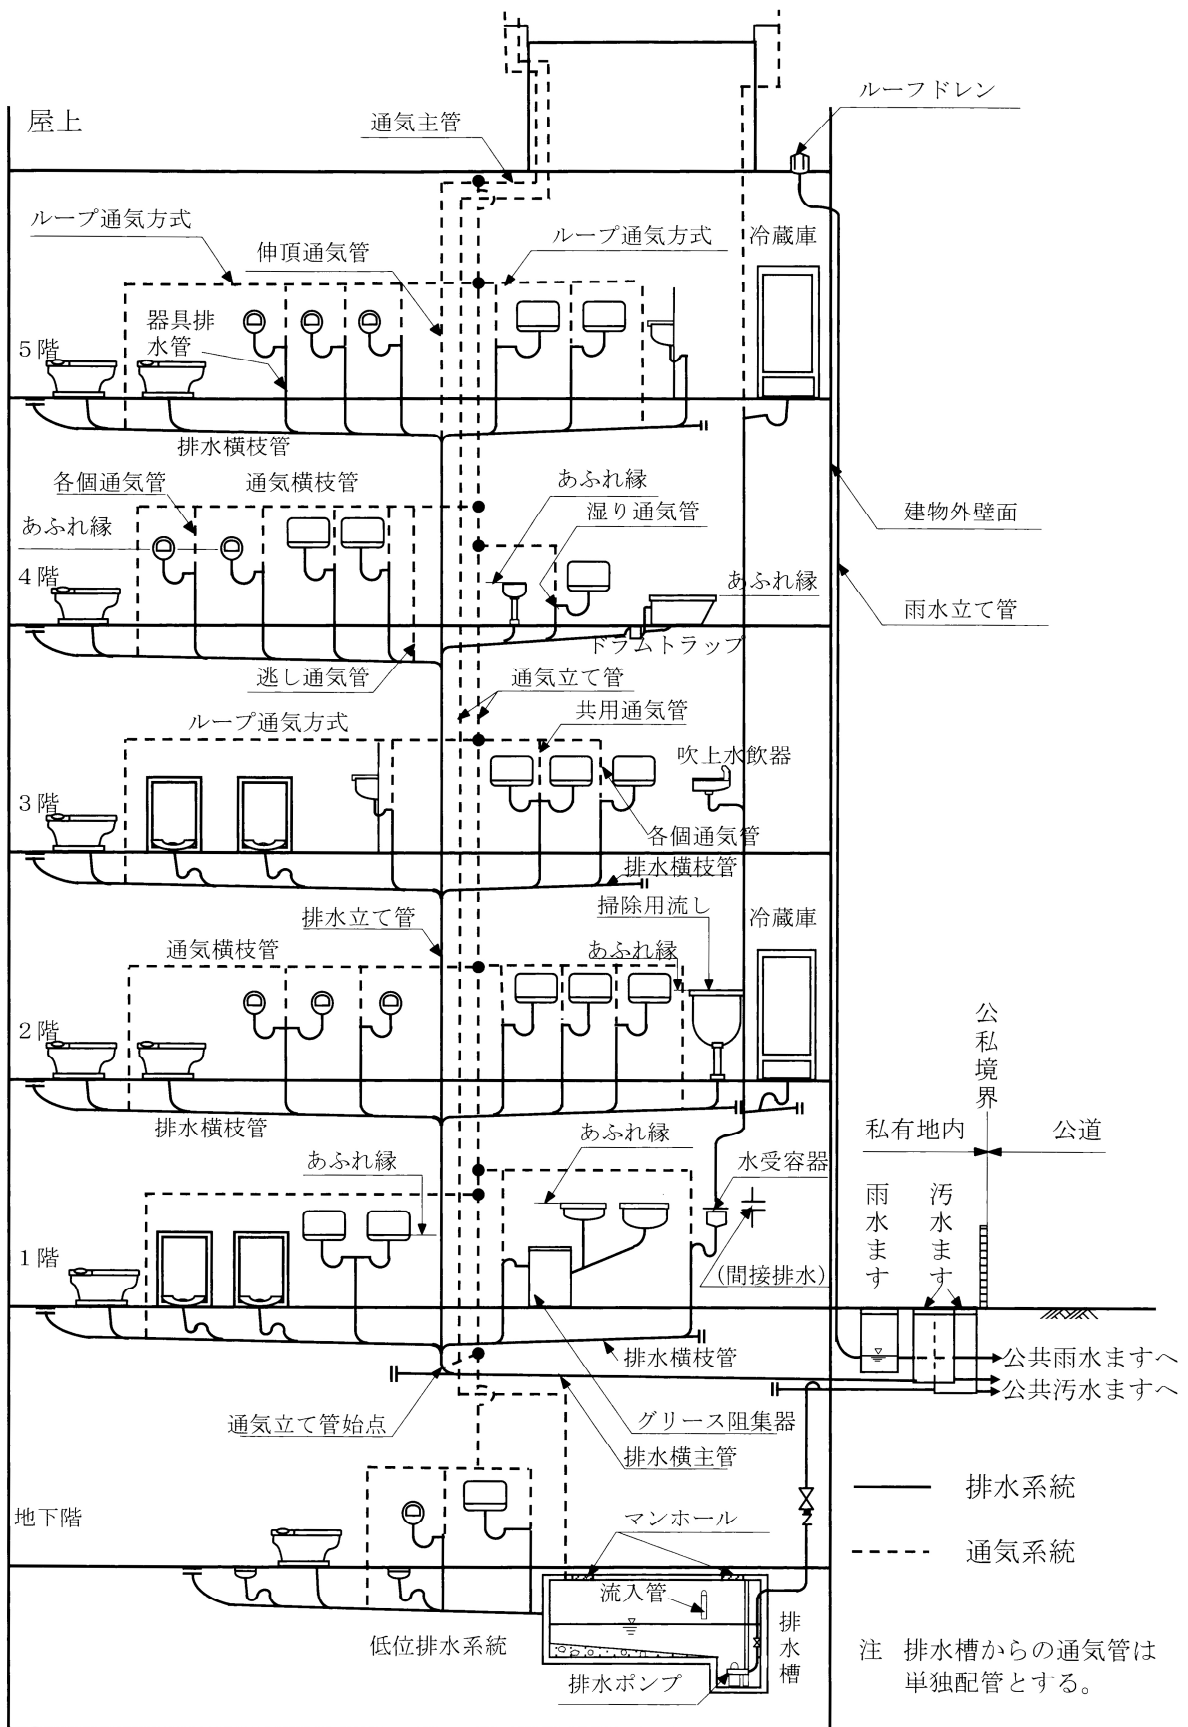 ルーフドレン
屋上
通気主管
ループ通気方式
伸頂通気管
ループ通気方式
冷蔵庫
器具排
水管
5階
排水横枝管
各個通気管
通気横枝管
あふれ縁
湿り通気管
あふれ縁
建物外壁面
4階
あふれ縁
雨水立て管
ドラムトラップ
逃し通気管
通気立て管
ループ通気方式
共用通気管
吹上水飲器
3階
各個通気管
排水横枝管
排水立て管
掃除用流し
冷蔵庫
通気横枝管
あふれ縁
2階
公私境界
排水横枝管
あふれ縁
私有地内
公道
あふれ縁
水受容器
雨水ます
汚水ます
1階
(間接排水)
排水横枝管
公共雨水ますへ
公共汚水ますへ
通気立て管始点
グリース阻集器
排水横主管
排水系統
地下階
マンホール
通気系統
流入管
排水槽
低位排水系統
排水ポンプ
注 排水槽からの通気管は
単独配管とする。